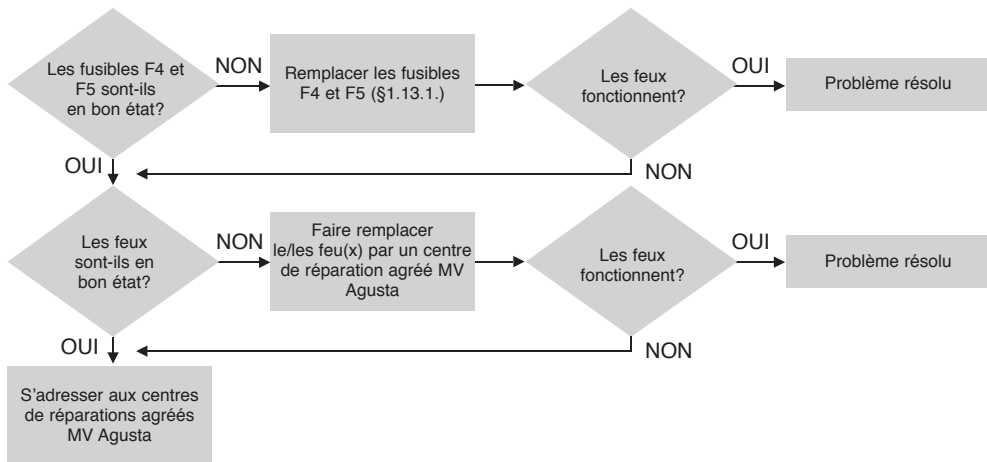 Les fusibles F4 et
F5 sont-ils
en bon état?
NON
Remplacer les fusibles
F4 et F5 (§1.13.1.)
Les feux
fonctionnent?
OUI
Problème résolu
OUI
NON
Les feux
sont-ils en
bon état?
NON
Faire remplacer
le/les feu(x) par un centre
de réparation agréé MV
Agusta
Les feux
fonctionnent?
OUI
Problème résolu
OUI
NON
S'adresser aux centres
de réparations agréés
MV Agusta